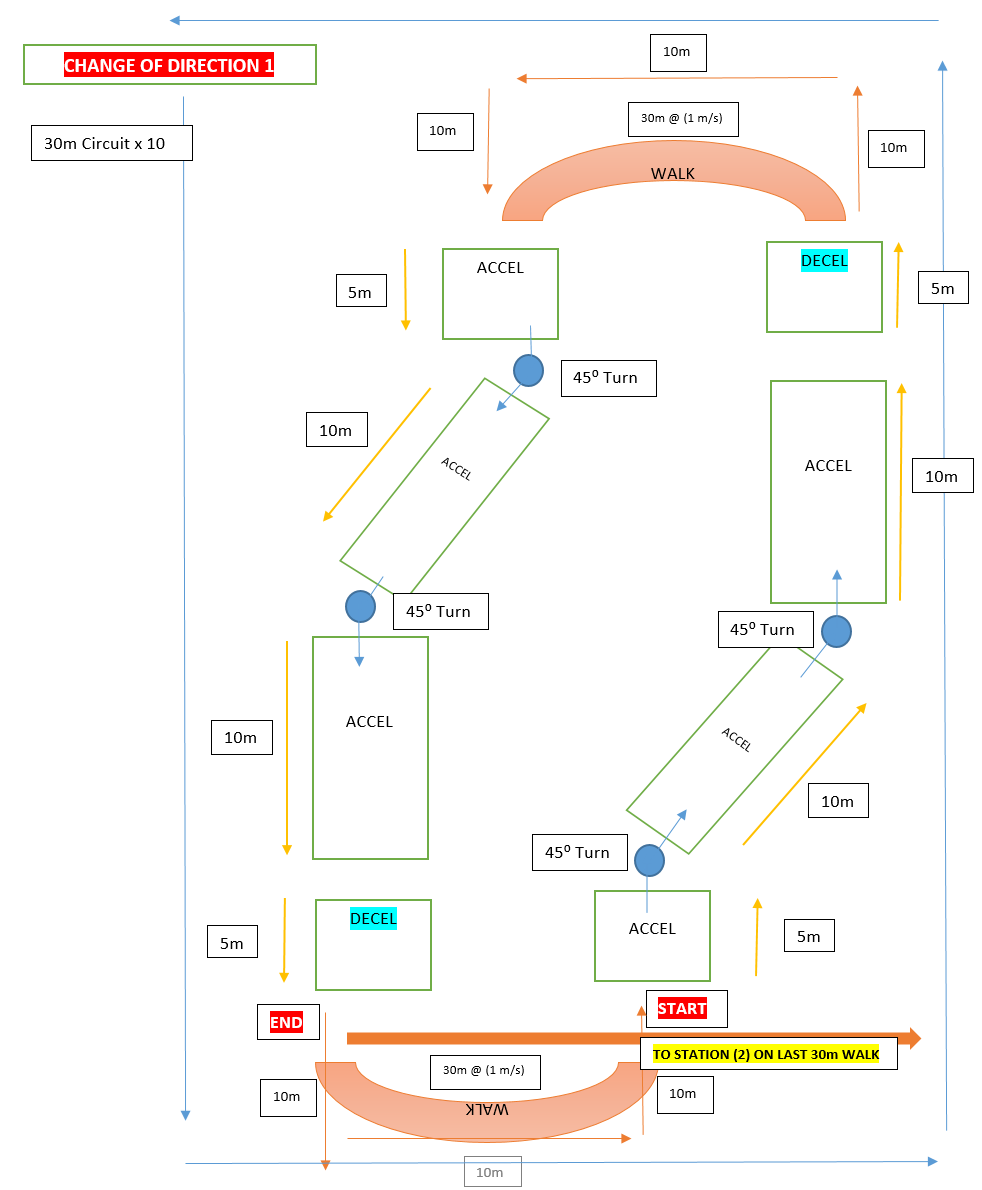 CHANGE OF DIRECTION 1
30m Circuit x 10
10m
10m
30m @ (1 m/s)
10m
WALK
ACCEL
DECEL
5m
5m
45⁰ Turn
10m
ACCEL
ACCEL
10m
45⁰ Turn
45⁰ Turn
ACCEL
10m
ACCEL
10m
45⁰ Turn
DECEL
5m
ACCEL
5m
END
START
TO STATION (2) ON LAST 30m WALK
30m @ (1 m/s)
10m
10m
WALK
10m